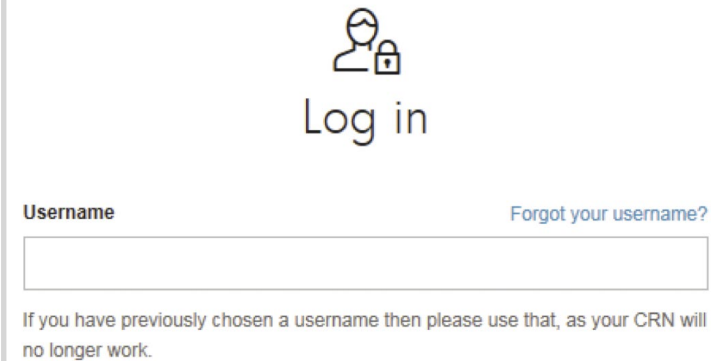 Log in
Username
Forgot your username?
If you have previously chosen a username then please use that, as your CRN will
no longer work.